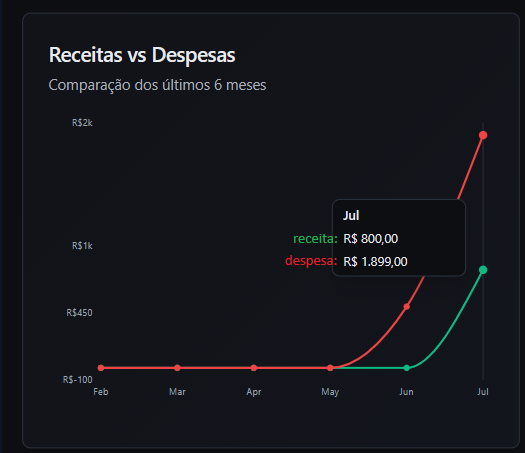 Receitas vs Despesas
Comparação dos últimos 6 meses
R$2k
Jul
receita: R$ 800,00
R$1k
despesa: R$ 1.899,00
R$450
R$-100
Feb Mar Apr May Jun Jul